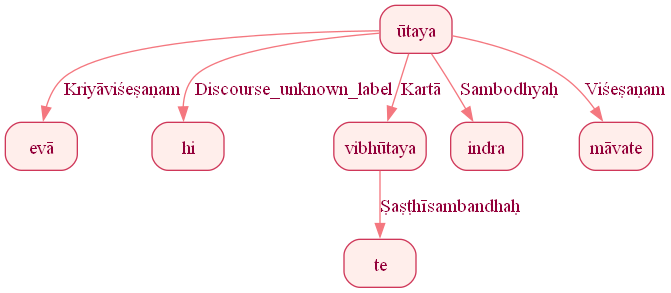 ūtaya
Kriyāviśeṣaṇam Discourse_unknown_label Kartā Sambodhyaḥ Viśeṣaṇam
evā hi vibhūtaya indra māvate
Ṣaṣṭhīsambandhaḥ
te